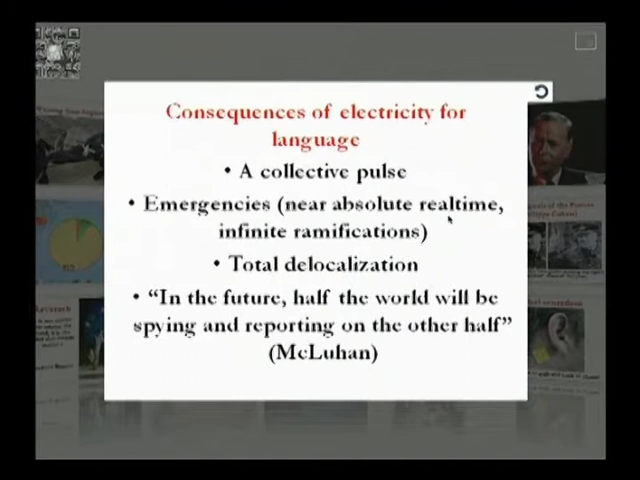 Consequences of electricity for
language
• A collective pulse
• Emergencies (near absolute realtime,
infinite ramifications)
• Total delocalization
• “In the future, half the world will be
spying and reporting on the other half”
(McLuhan)